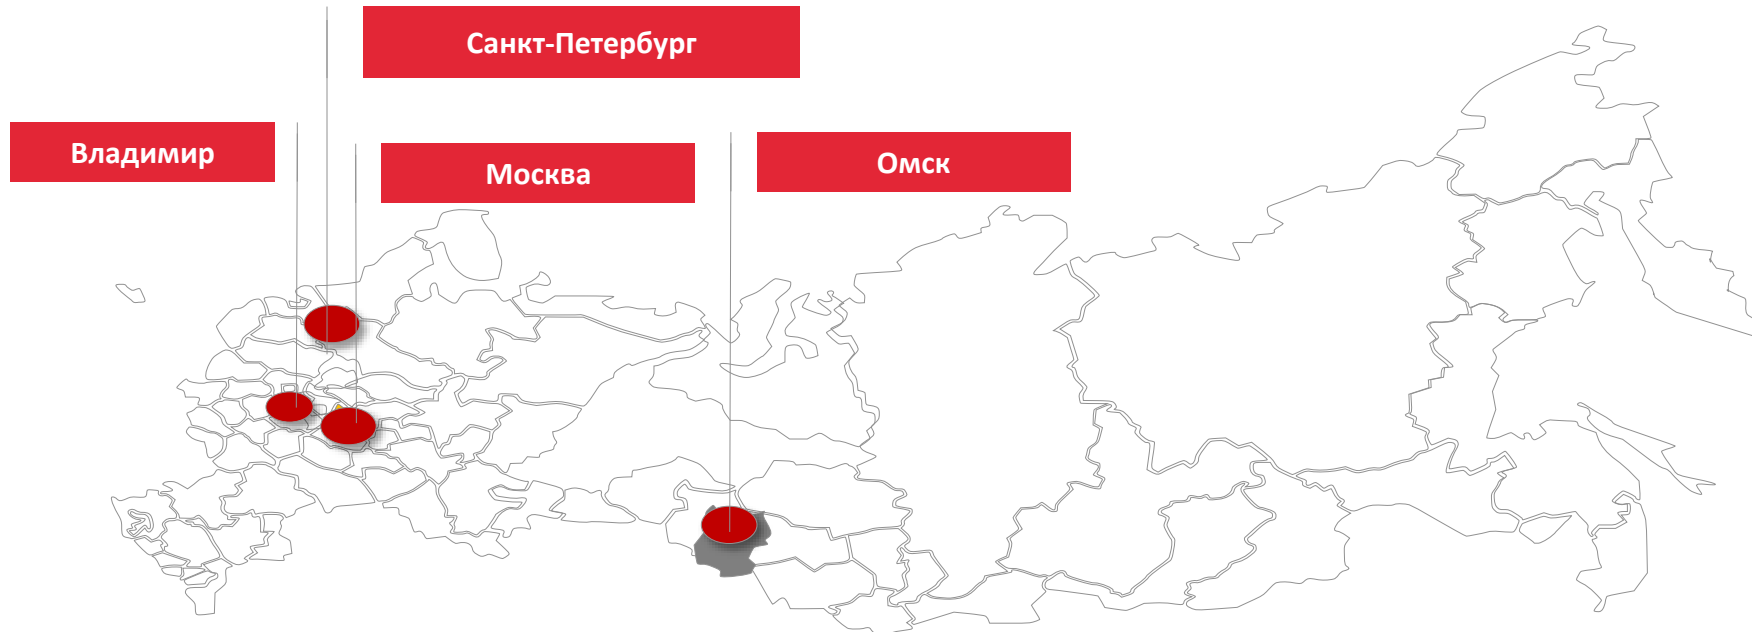 Санкт-Петербург
Владимир
Москва
Омск